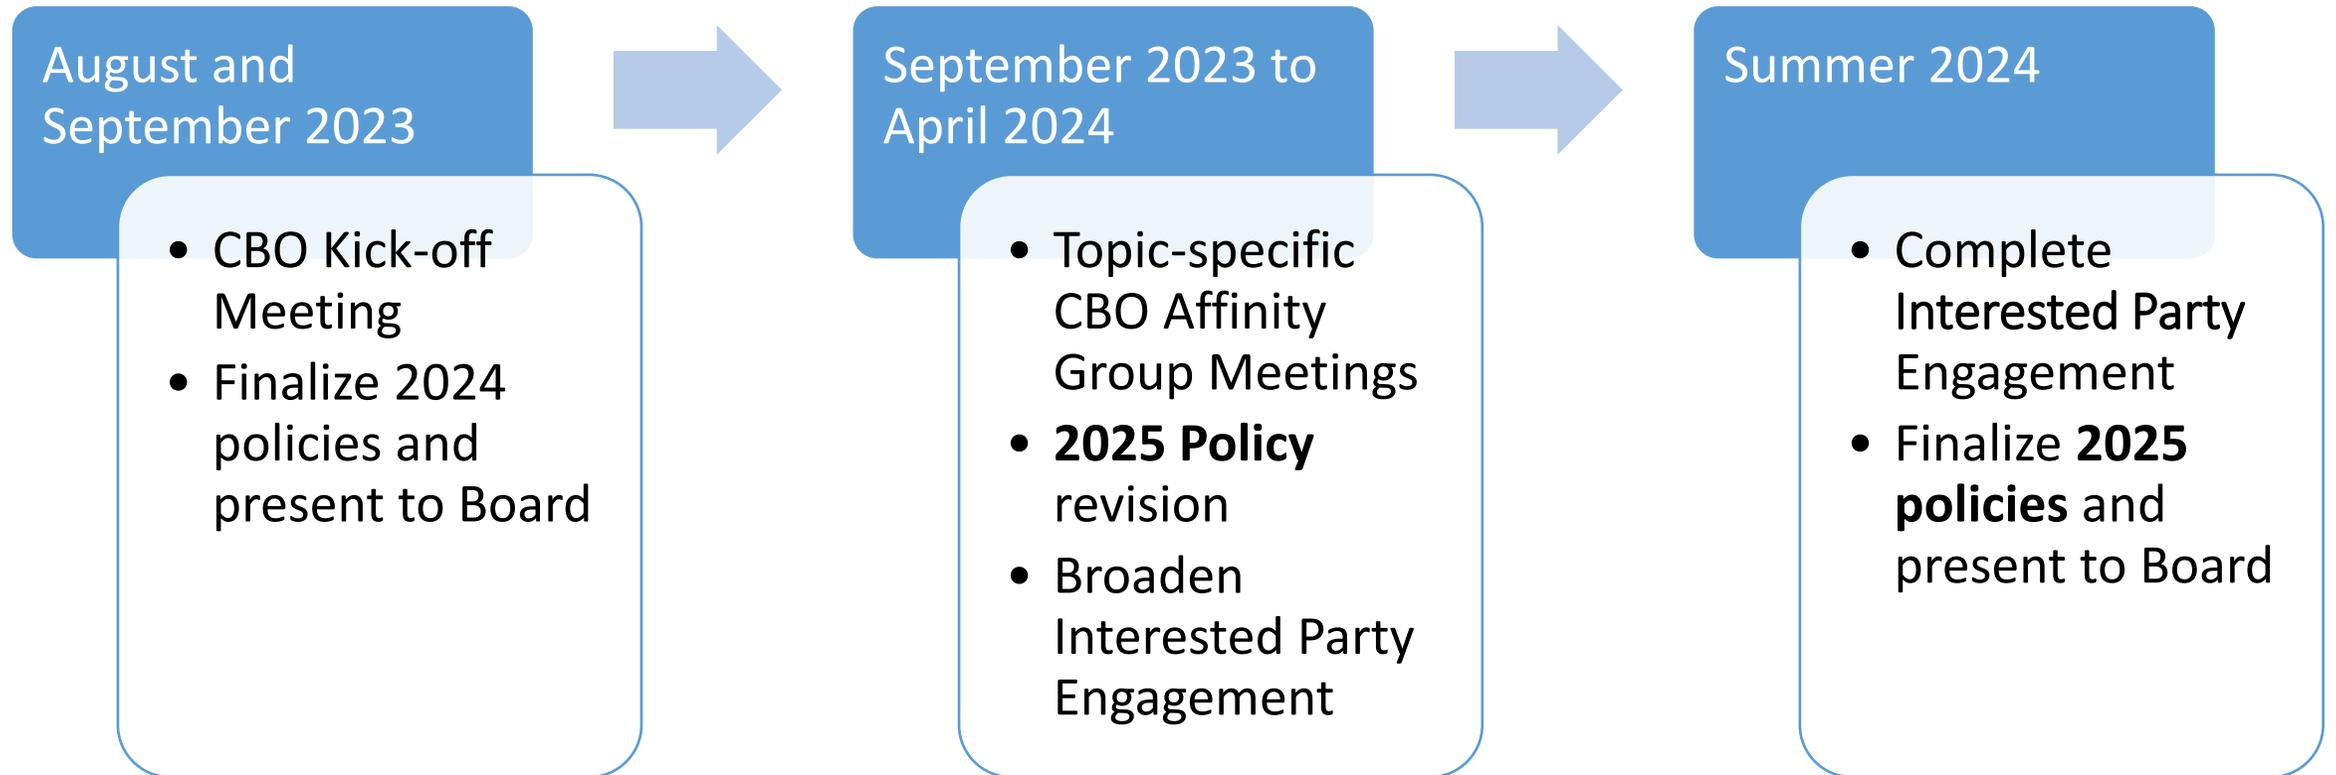 August and
September 2023
• CBO Kick-off
Meeting
• Finalize 2024
policies and
present to Board
September 2023 to
April 2024
• Topic-specific
CBO Affinity
Group Meetings
• 2025 Policy
revision
• Broaden
Interested Party
Engagement
Summer 2024
• Complete
Interested Party
Engagement
• Finalize 2025
policies and
present to Board